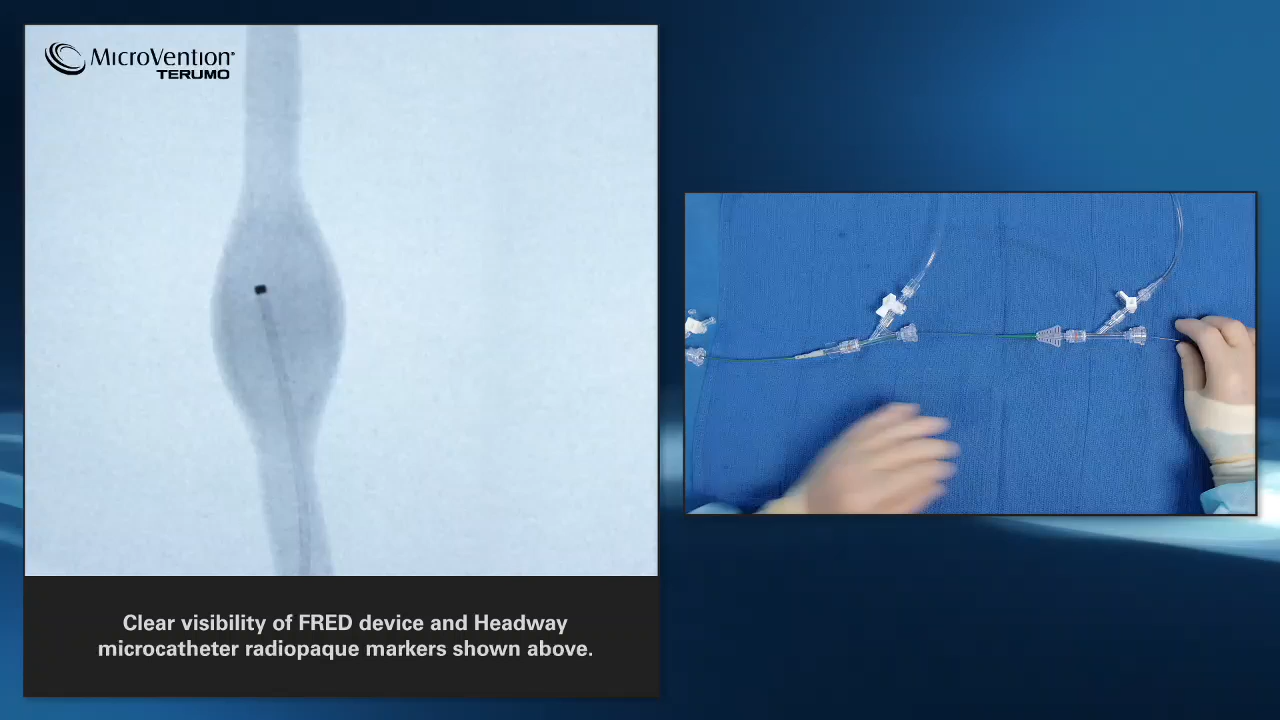 MicroVention
TERUMO
Clear visibility of FRED device and Headway
microcatheter radiopaque markers shown above.